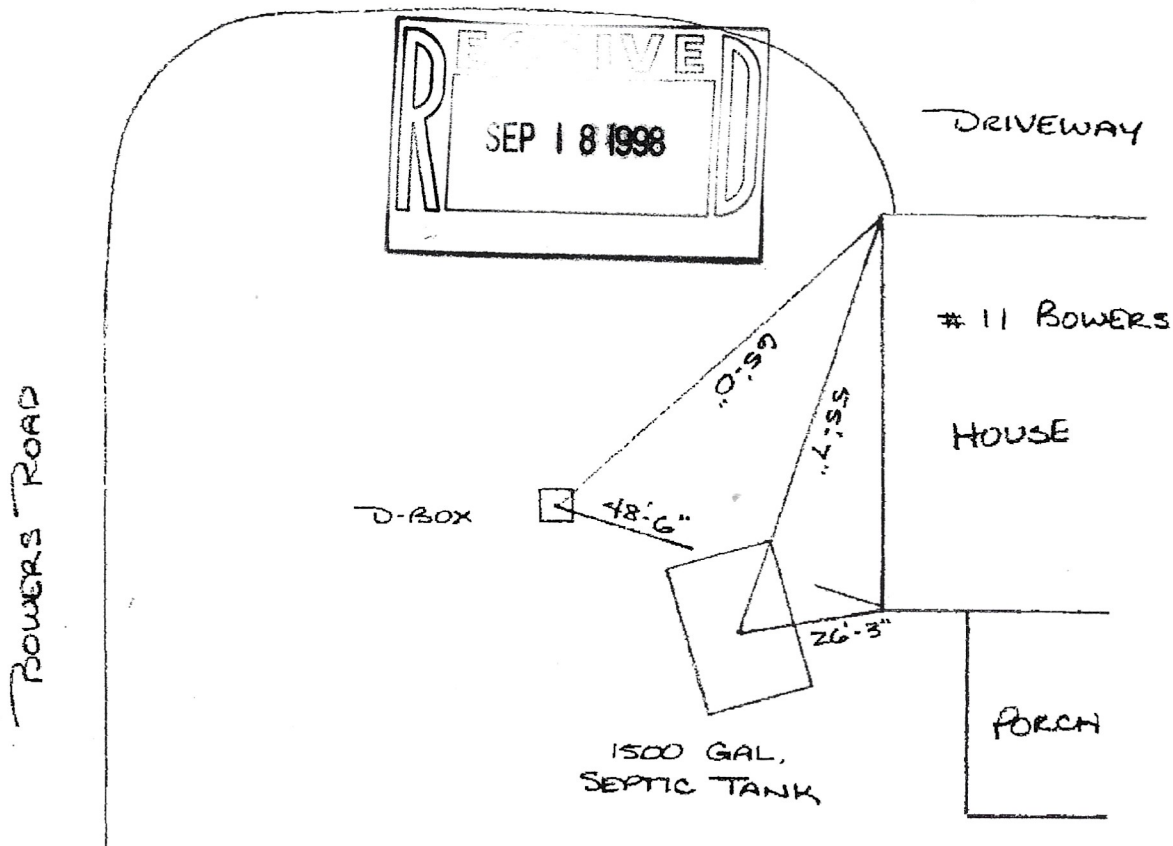 RECEIVED
SEP 18 1998
DRIVEWAY
# 11 BOWERS
HOUSE
65'-0"
55'-7"
BOWERS ROAD
D-BOX
48'-6"
26'-3"
PORCH
1500 GAL.
SEPTIC TANK